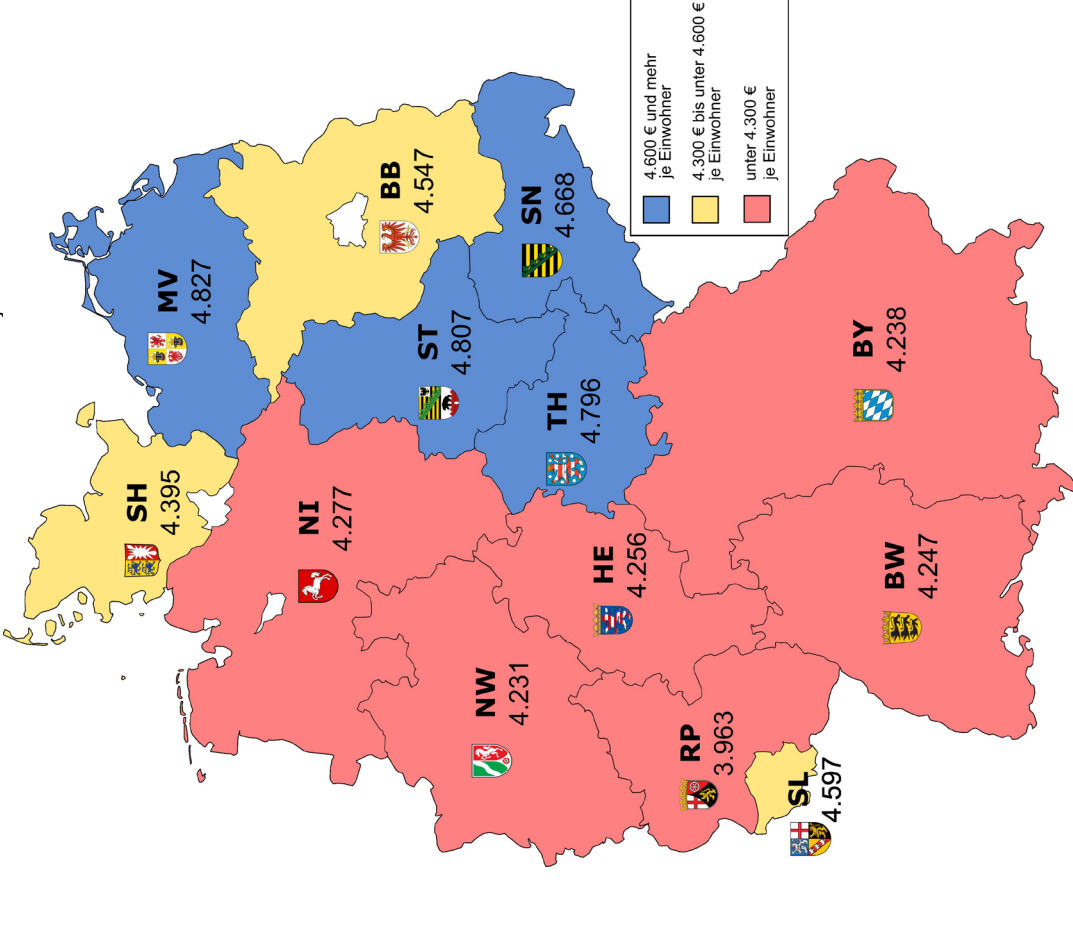 SH
4.395
MV
4.827
NI
4.277
BB
4.547
ST
4.807
SN
4.668
NW
4.231
HE
4.256
TH
4.796
RP
3.963
SL
4.597
BW
4.247
BY
4.238
4.600 € und mehr
je Einwohner
4.300 € bis unter 4.600 €
je Einwohner
unter 4.300 €
je Einwohner